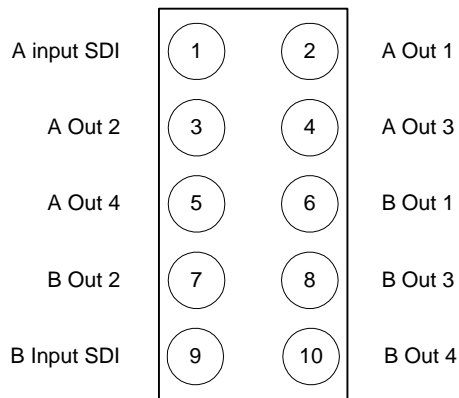 A input SDI 1 2 A Out 1
A Out 2 3 4 A Out 3
A Out 4 5 6 B Out 1
B Out 2 7 8 B Out 3
B Input SDI 9 10 B Out 4